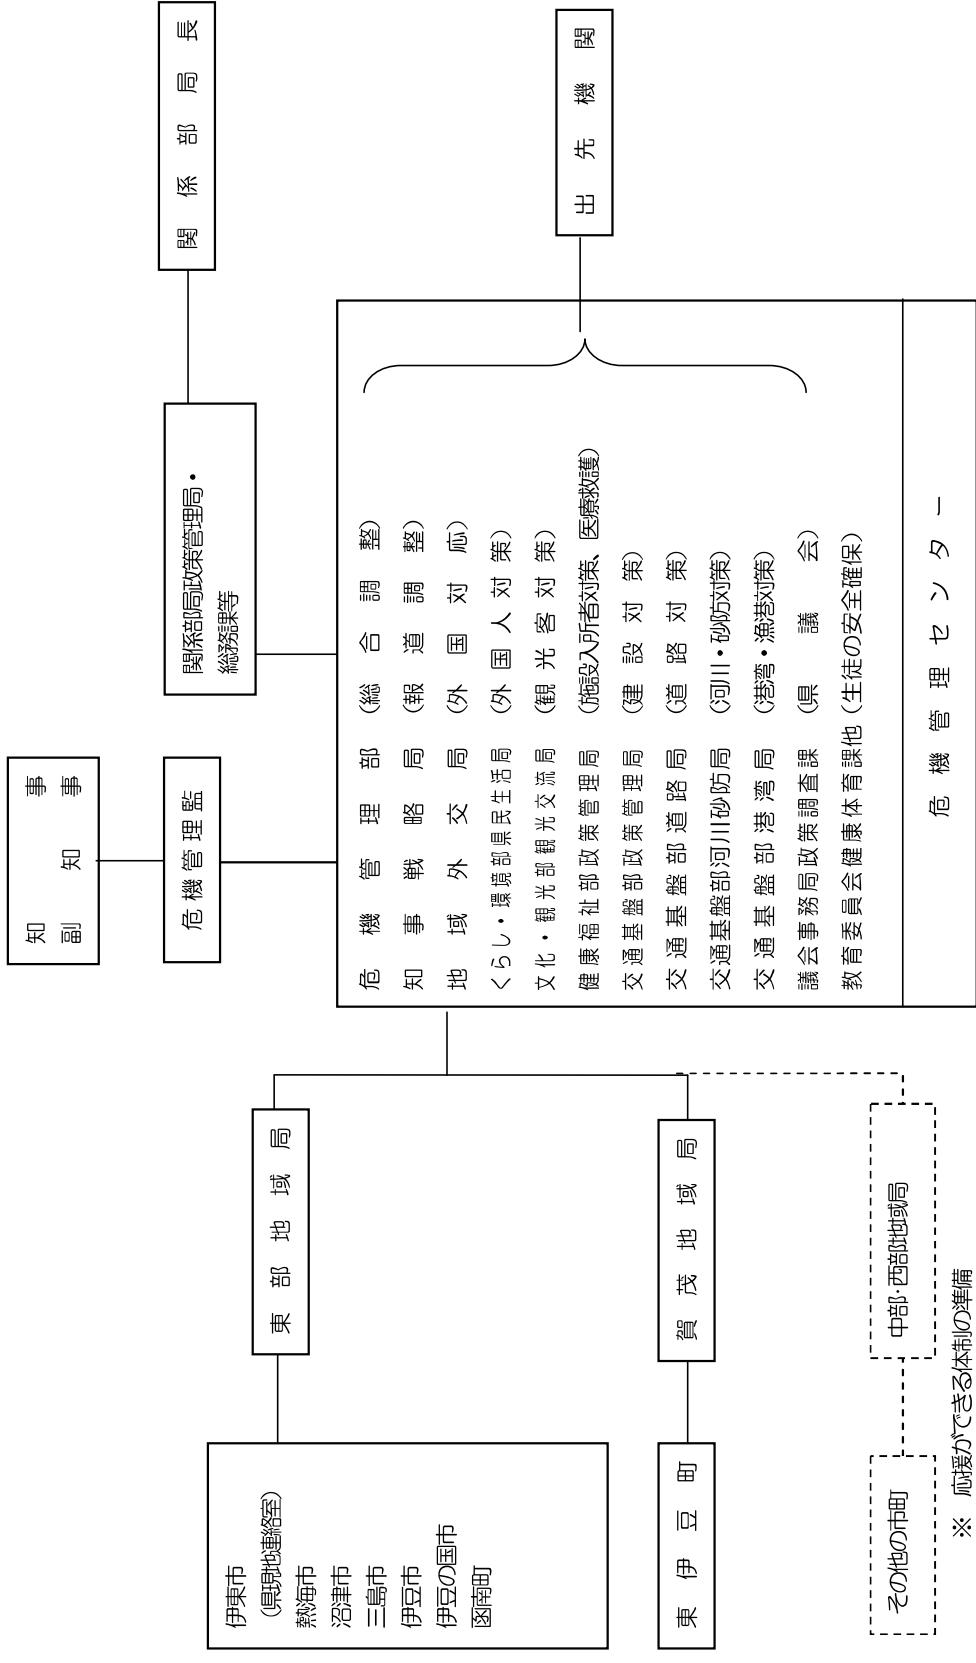 知事
副知事
危機管理監
関係部局政策管理局・
総務課等
関係部局長
危機管理部（総合調整）
知事戦略局（報道調整）
地域外交局（外国対応）
くらし・環境部県民生活局（外国人対策）
文化・観光部観光交流局（観光客対策）
健康福祉部政策管理局（施設入所者対策、医療救護）
交通基盤部政策管理局（建設対策）
交通基盤部道路局（道路対策）
交通基盤部河川砂防局（河川・砂防対策）
交通基盤部港湾局（港湾・漁港対策）
議会事務局政策調査課（県議会）
教育委員会健康体育課他（生徒の安全確保）
危機管理センター
出先機関
東部地域局
賀茂地域局
中部・西部地域局
伊東市
（県現地連絡室）
熱海市
沼津市
三島市
伊豆市
伊豆の国市
函南町
東伊豆町
その他の市町
※　応援ができる体制の準備